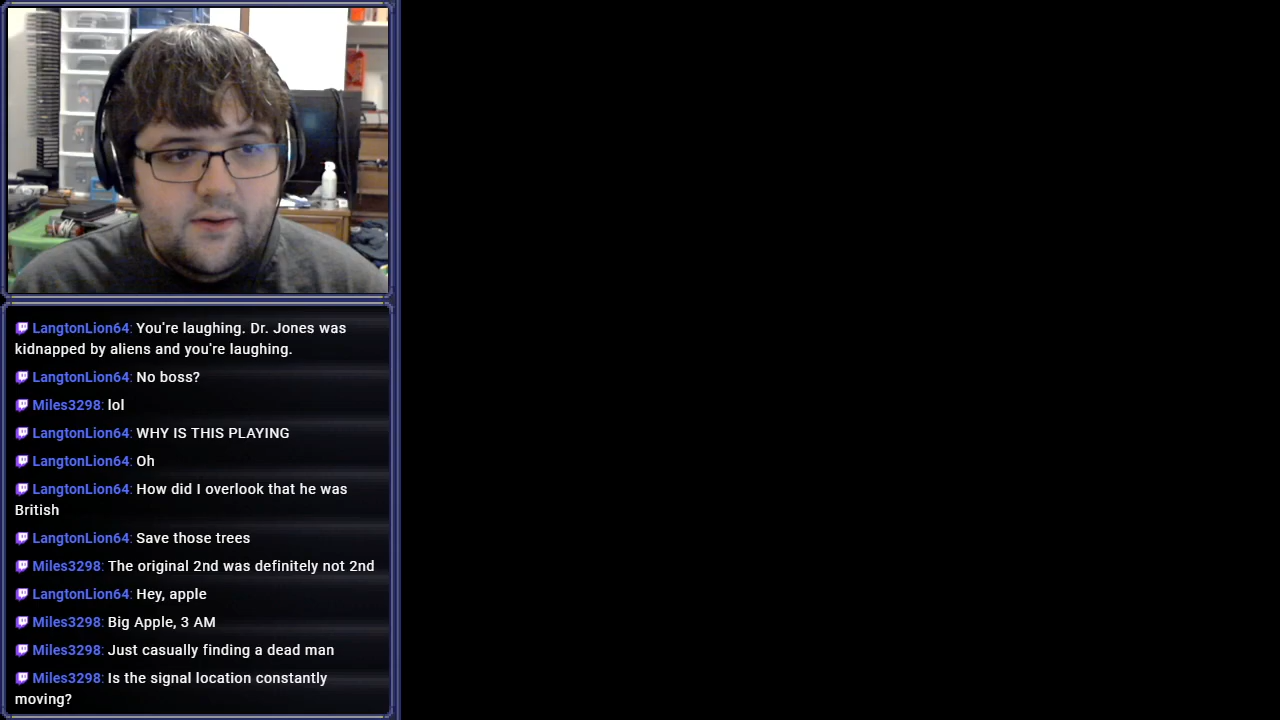 LangtonLion64: You're laughing. Dr. Jones was
kidnapped by aliens and you're laughing.
LangtonLion64: No boss?
Miles3298: lol
LangtonLion64: WHY IS THIS PLAYING
LangtonLion64: Oh
LangtonLion64: How did I overlook that he was
British
LangtonLion64: Save those trees
Miles3298: The original 2nd was definitely not 2nd
LangtonLion64: Hey, apple
Miles3298: Big Apple, 3 AM
Miles3298: Just casually finding a dead man
Miles3298: Is the signal location constantly
moving?